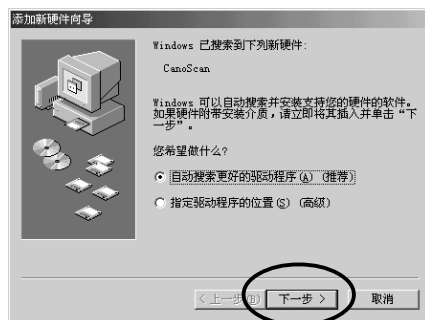 添加新硬件向导
Windows 已搜索到下列新硬件:
CanoScan
Windows 可以自动搜索并安装支持您的硬件的软件。
如果硬件附带安装介质，请立即将其插入并单击“下
一步”。
您希望做什么?
自动搜索更好的驱动程序(A) (推荐)
指定驱动程序的位置(S) (高级)
< 上一步(B) 下一步 > 取消